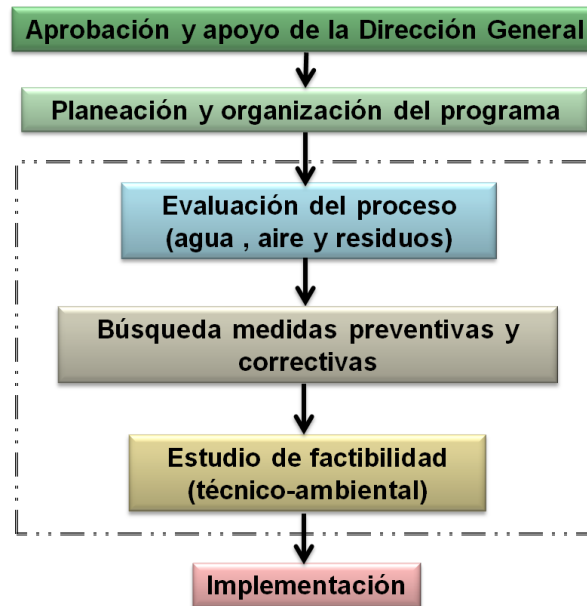 Aprobación y apoyo de la Dirección General
Planeación y organización del programa
Evaluación del proceso
(agua , aire y residuos)
Búsqueda medidas preventivas y
correctivas
Estudio de factibilidad
(técnico-ambiental)
Implementación